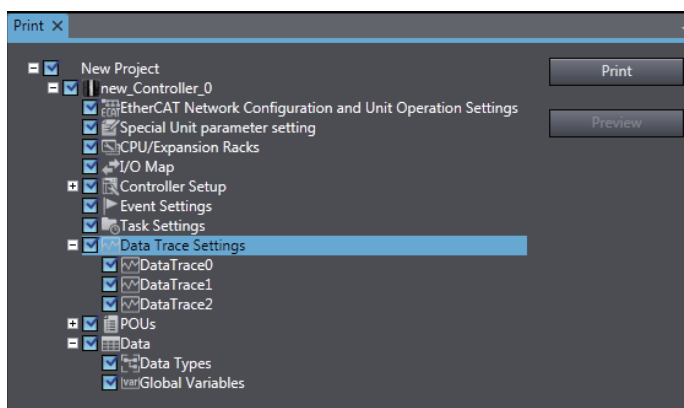 Print
New Project
Print
new_Controller_0
EtherCAT Network Configuration and Unit Operation Settings
Special Unit parameter setting
Preview
CPU/Expansion Racks
I/O Map
Controller Setup
Event Settings
Task Settings
Data Trace Settings
DataTrace0
DataTrace1
DataTrace2
POUs
Data
Data Types
Global Variables